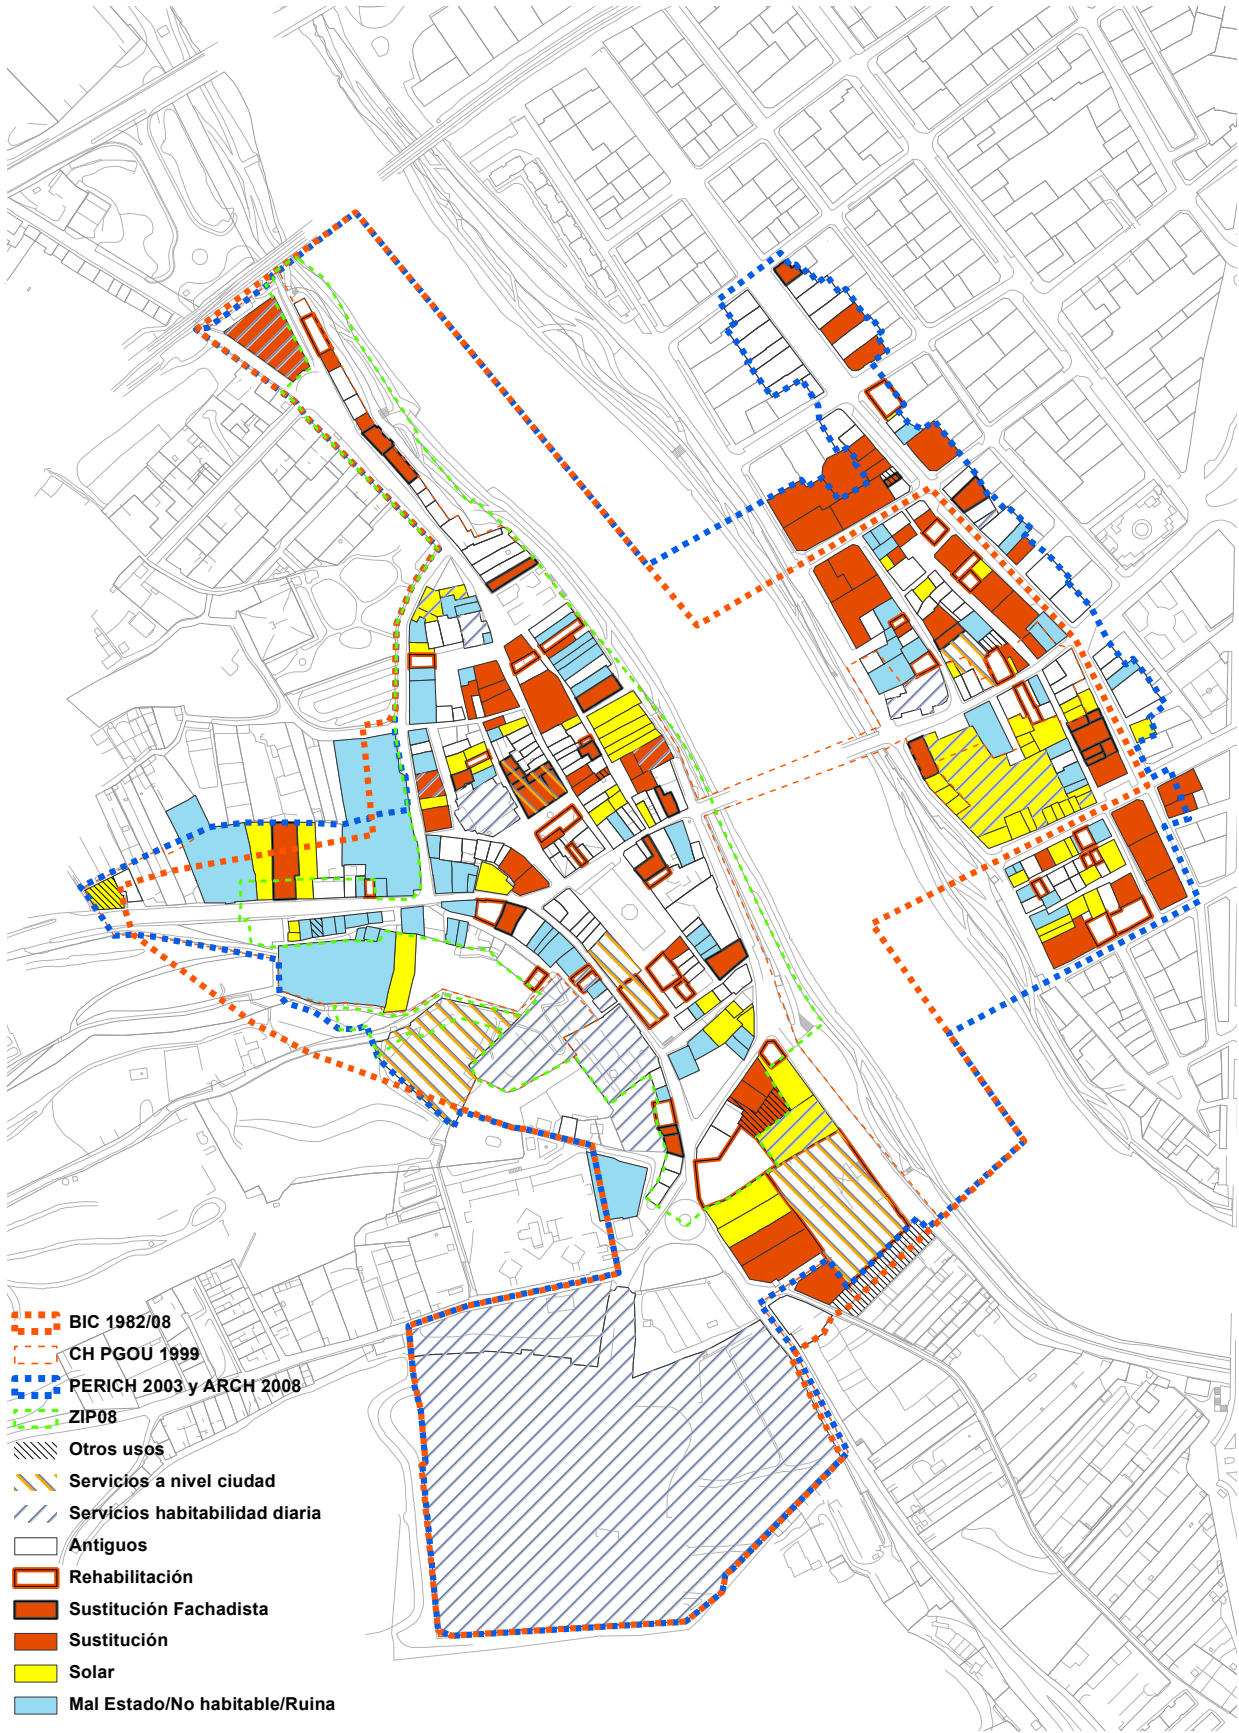 BIC 1982/08
CH PGOU 1999
PERICH 2003 y ARCH 2008
ZIP08
Otros usos
Servicios a nivel ciudad
Servicios habitabilidad diaria
Antiguos
Rehabilitación
Sustitución Fachadista
Sustitución
Solar
Mal Estado/No habitable/Ruina